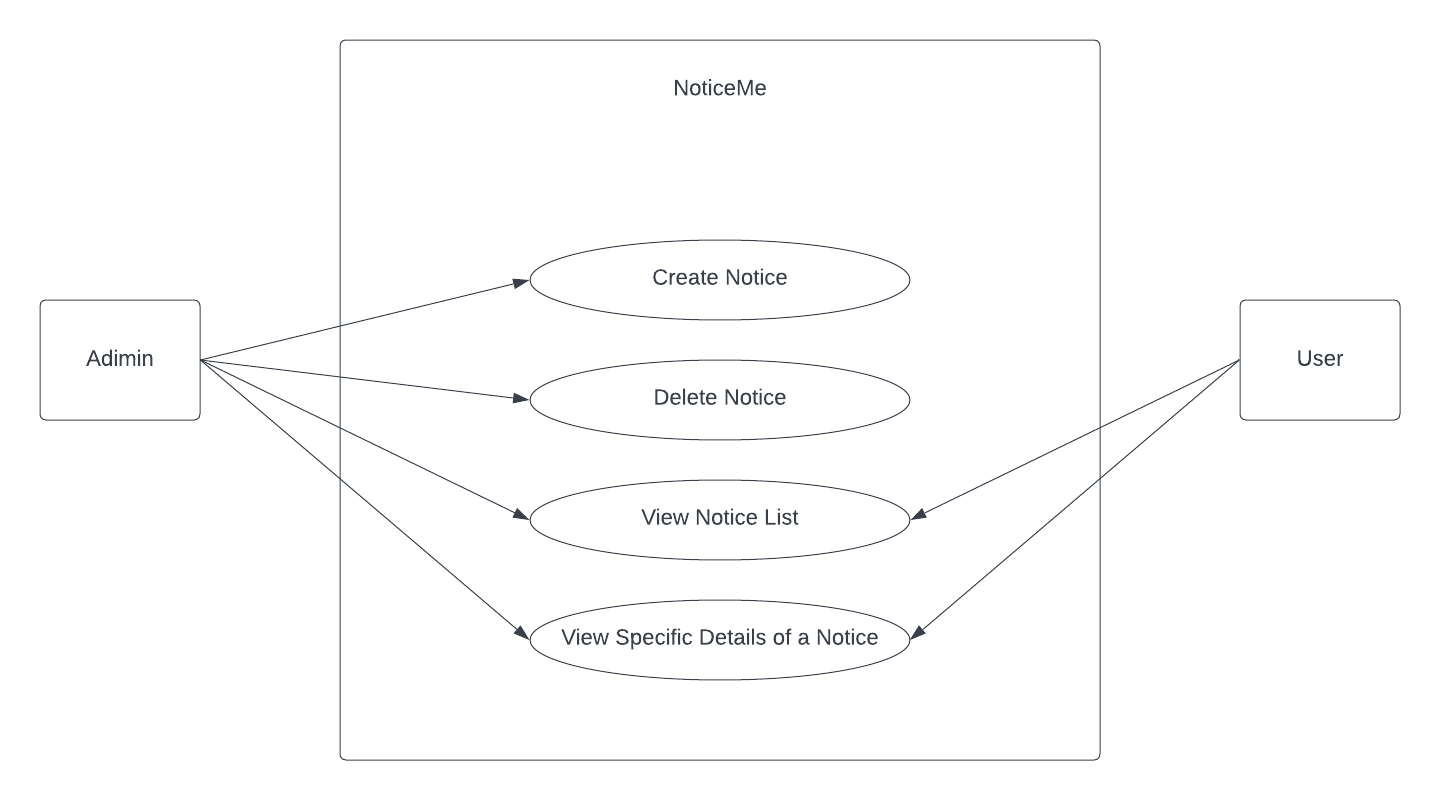 NoticeMe
Create Notice
Adimin
User
Delete Notice
View Notice List
View Specific Details of a Notice